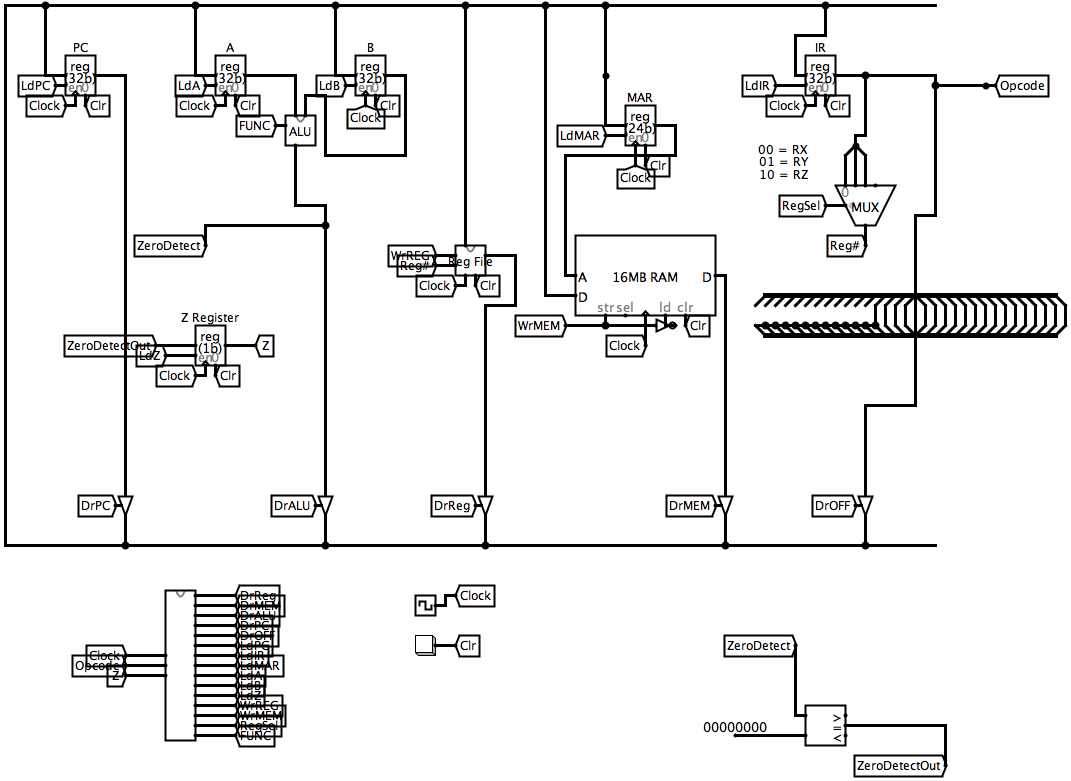 PC
A
B
IR
MAR
reg
(32b)
en0
reg
(32b)
en0
reg
(32b)
en0
reg
(32b)
en0
LdPC
LdA
LdB
LdIR
Opcode
Clock
Clr
Clock
Clr
Clock
Clr
Clock
Clr
FUNC
ALU
reg
(24b)
en0
LdMAR
Clr
Clock
00 = RX
01 = RY
10 = RZ
0
MUX
RegSel
Reg#
ZeroDetect
WrREG
Reg#
Reg File
Clock
Clr
A
D
16MB RAM
D
str sel ld clr
WrMEM
Clr
Clock
Z Register
reg
(1b)
en0
ZeroDetectOut
LdZ
Z
Clock
Clr
DrPC
DrALU
DrReg
DrMEM
DrOFF
Clock
Opcode
Z
DrReg
DrMEM
DrALU
DrPC
DrOFF
LdPC
LdIR
LdMAR
LdA
LdB
LdZ
WrREG
WrMEM
RegSel
FUNC
Clock
Clr
ZeroDetect
00000000
>
=
<
ZeroDetectOut